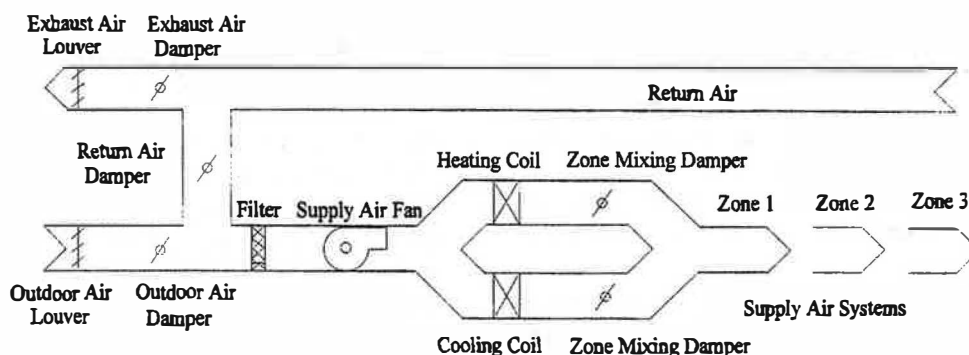 Exhaust Air
Louver
Exhaust Air
Damper
Return Air
Return Air
Damper
Heating Coil
Zone Mixing Damper
Filter
Supply Air Fan
Zone 1
Zone 2
Zone 3
Outdoor Air
Louver
Outdoor Air
Damper
Supply Air Systems
Cooling Coil
Zone Mixing Damper